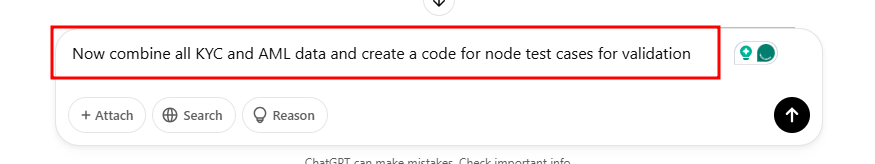 Now combine all KYC and AML data and create a code for node test cases for validation
+ Attach Search Reason
ChatGPT can make mistakes. Check important info.